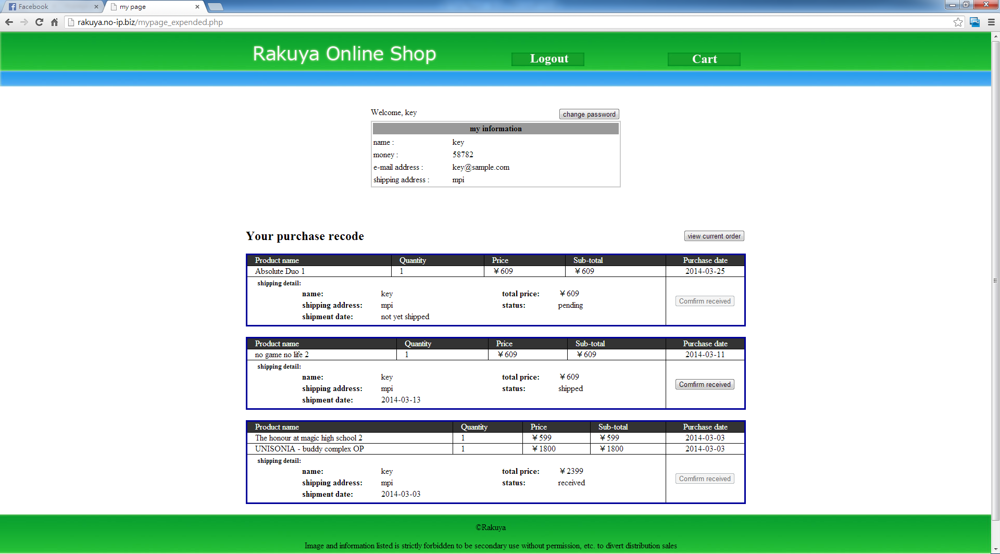 Facebook
my page
rakuya.no-ip.biz/mypage_expended.php
Rakuya Online Shop
Logout
Cart
Welcome, key
change password
my information
name : key
money : 58782
e-mail address : key@sample.com
shipping address : mpi
Your purchase recode
view current order
Product name Quantity Price Sub-total Purchase date
Absolute Duo 1 1 ¥609 ¥609 2014-03-25
shipping detail:
name: key total price: ¥609
shipping address: mpi status: pending
shipment date: not yet shipped
Comfirm received
Product name Quantity Price Sub-total Purchase date
no game no life 2 1 ¥609 ¥609 2014-03-11
shipping detail:
name: key total price: ¥609
shipping address: mpi status: shipped
shipment date: 2014-03-13
Comfirm received
Product name Quantity Price Sub-total Purchase date
The honour at magic high school 2 1 ¥599 ¥599 2014-03-03
UNISONIA - buddy complex OP 1 ¥1800 ¥1800 2014-03-03
shipping detail:
name: key total price: ¥2399
shipping address: mpi status: received
shipment date: 2014-03-03
Comfirm received
©Rakuya
Image and information listed is strictly forbidden to be secondary use without permission, etc. to divert distribution sales